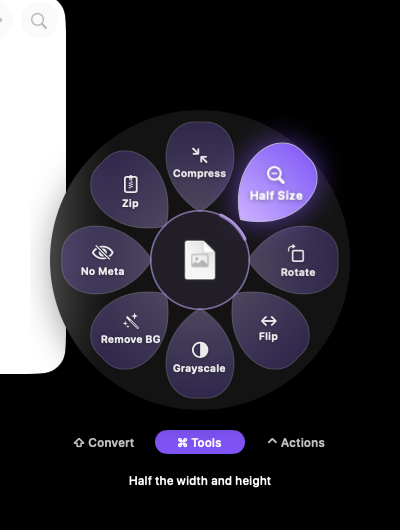 Compress
Half Size
Zip
No Meta
Rotate
Remove BG
Flip
Grayscale
⇧ Convert
⌘ Tools
⌃ Actions
Half the width and height